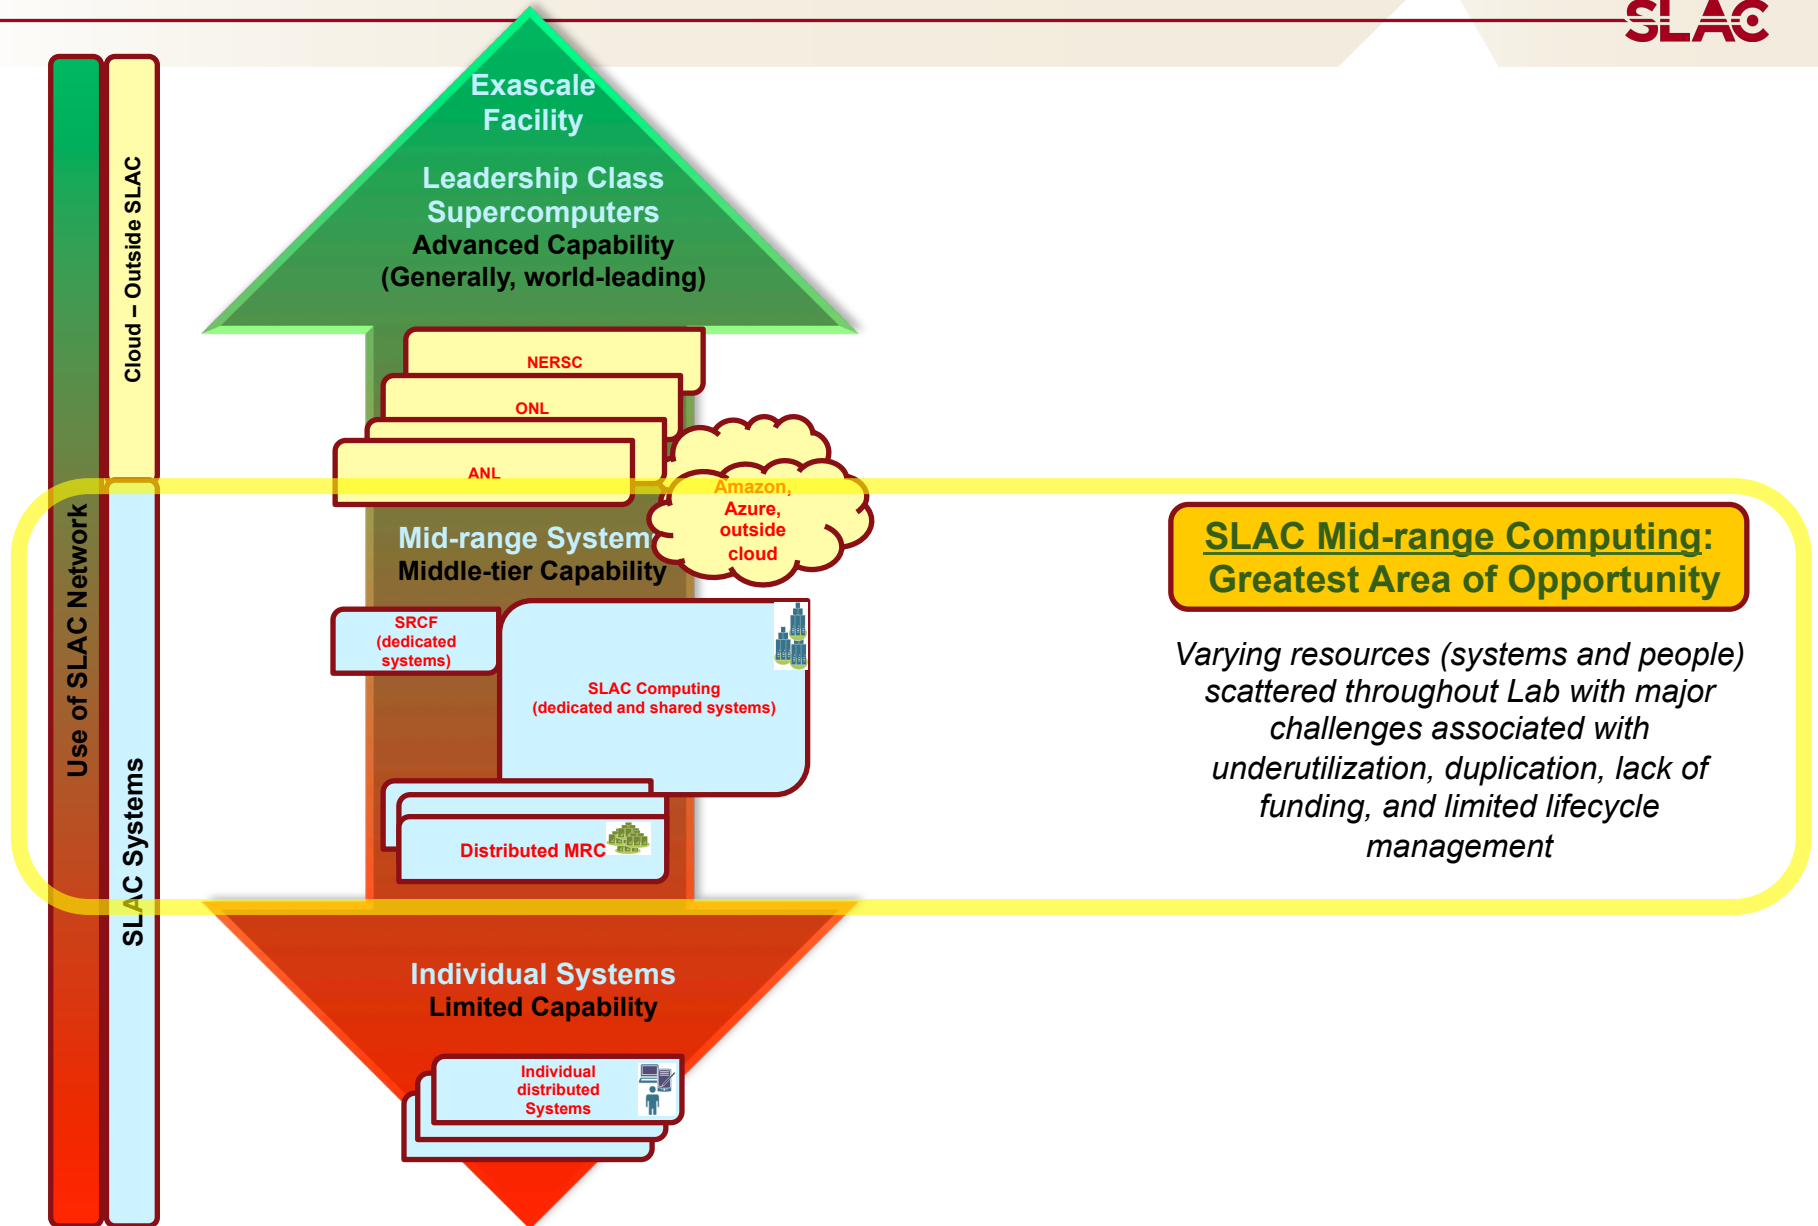 SLAC
Exascale
Facility
Leadership Class
Supercomputers
Advanced Capability
(Generally, world-leading)
Cloud – Outside SLAC
Use of SLAC Network
SLAC Systems
NERSC
ONL
ANL
Amazon,
Azure,
outside
cloud
Mid-range System
Middle-tier Capability
SRCF
(dedicated
systems)
SLAC Computing
(dedicated and shared systems)
Distributed MRC
Individual Systems
Limited Capability
Individual
distributed
Systems
SLAC Mid-range Computing:
Greatest Area of Opportunity
Varying resources (systems and people)
scattered throughout Lab with major
challenges associated with
underutilization, duplication, lack of
funding, and limited lifecycle
management